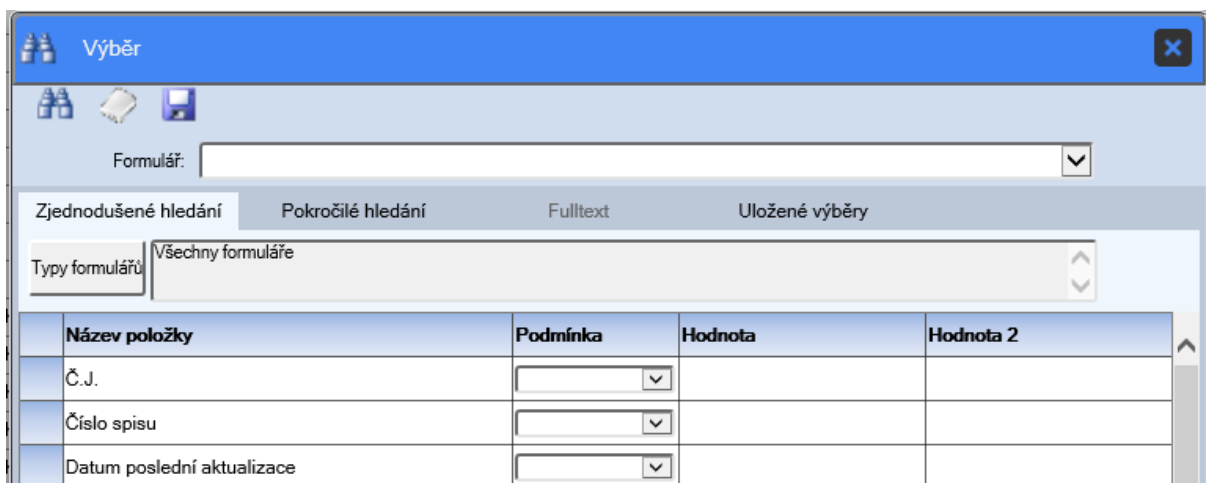 Výběr
Formulář:
Zjednodušené hledání Pokročilé hledání Fulltext Uložené výběry
Typy formulářů Všechny formuláře
Název položky Podmínka Hodnota Hodnota 2
Č.J.
Číslo spisu
Datum poslední aktualizace